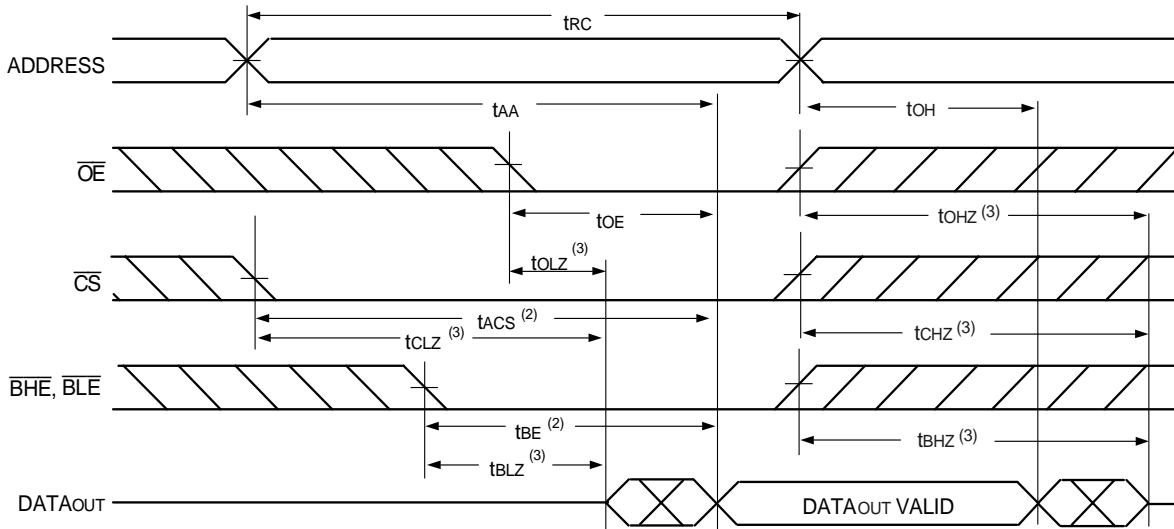 tRC
ADDRESS
tAA
tOH
OE
tOE
tOHZ (3)
tOLZ (3)
CS
tACS (2)
tCLZ (3)
tCHZ (3)
BHE, BLE
tBE (2)
tBHZ (3)
tBLZ (3)
DATAOUT
DATAOUT VALID